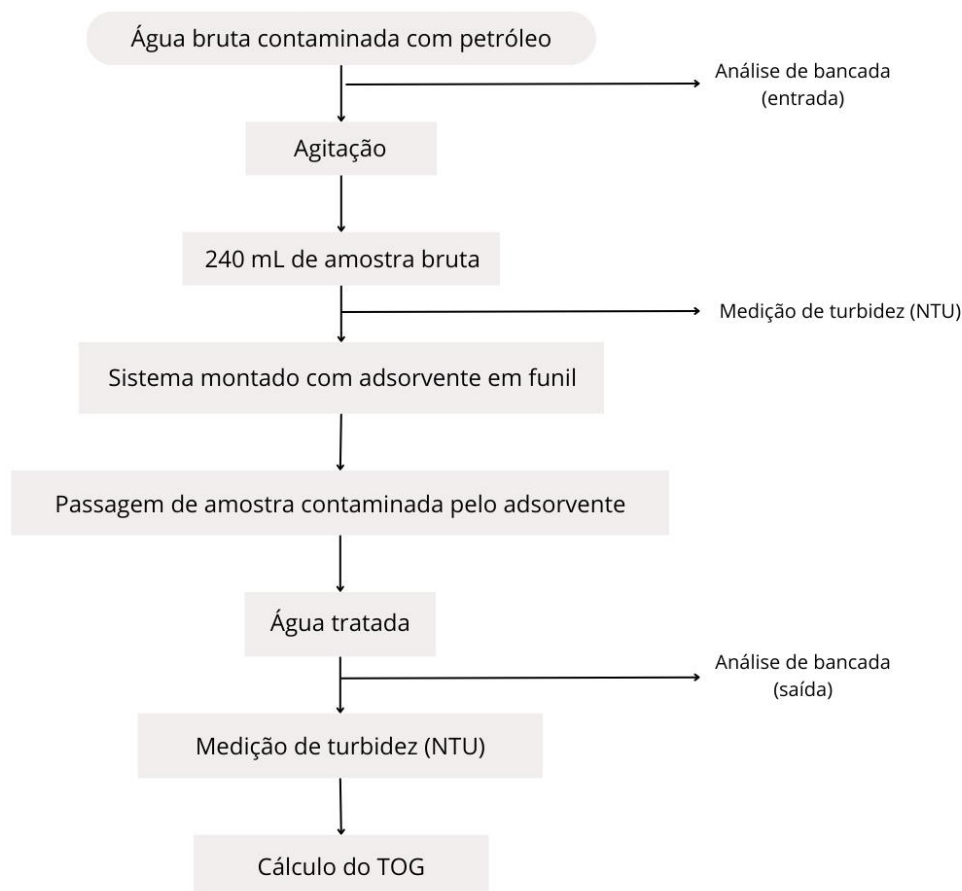 Água bruta contaminada com petróleo
Análise de bancada
(entrada)
Agitação
240 mL de amostra bruta
Medição de turbidez (NTU)
Sistema montado com adsorvente em funil
Passagem de amostra contaminada pelo adsorvente
Água tratada
Análise de bancada
(saída)
Medição de turbidez (NTU)
Cálculo do TOG